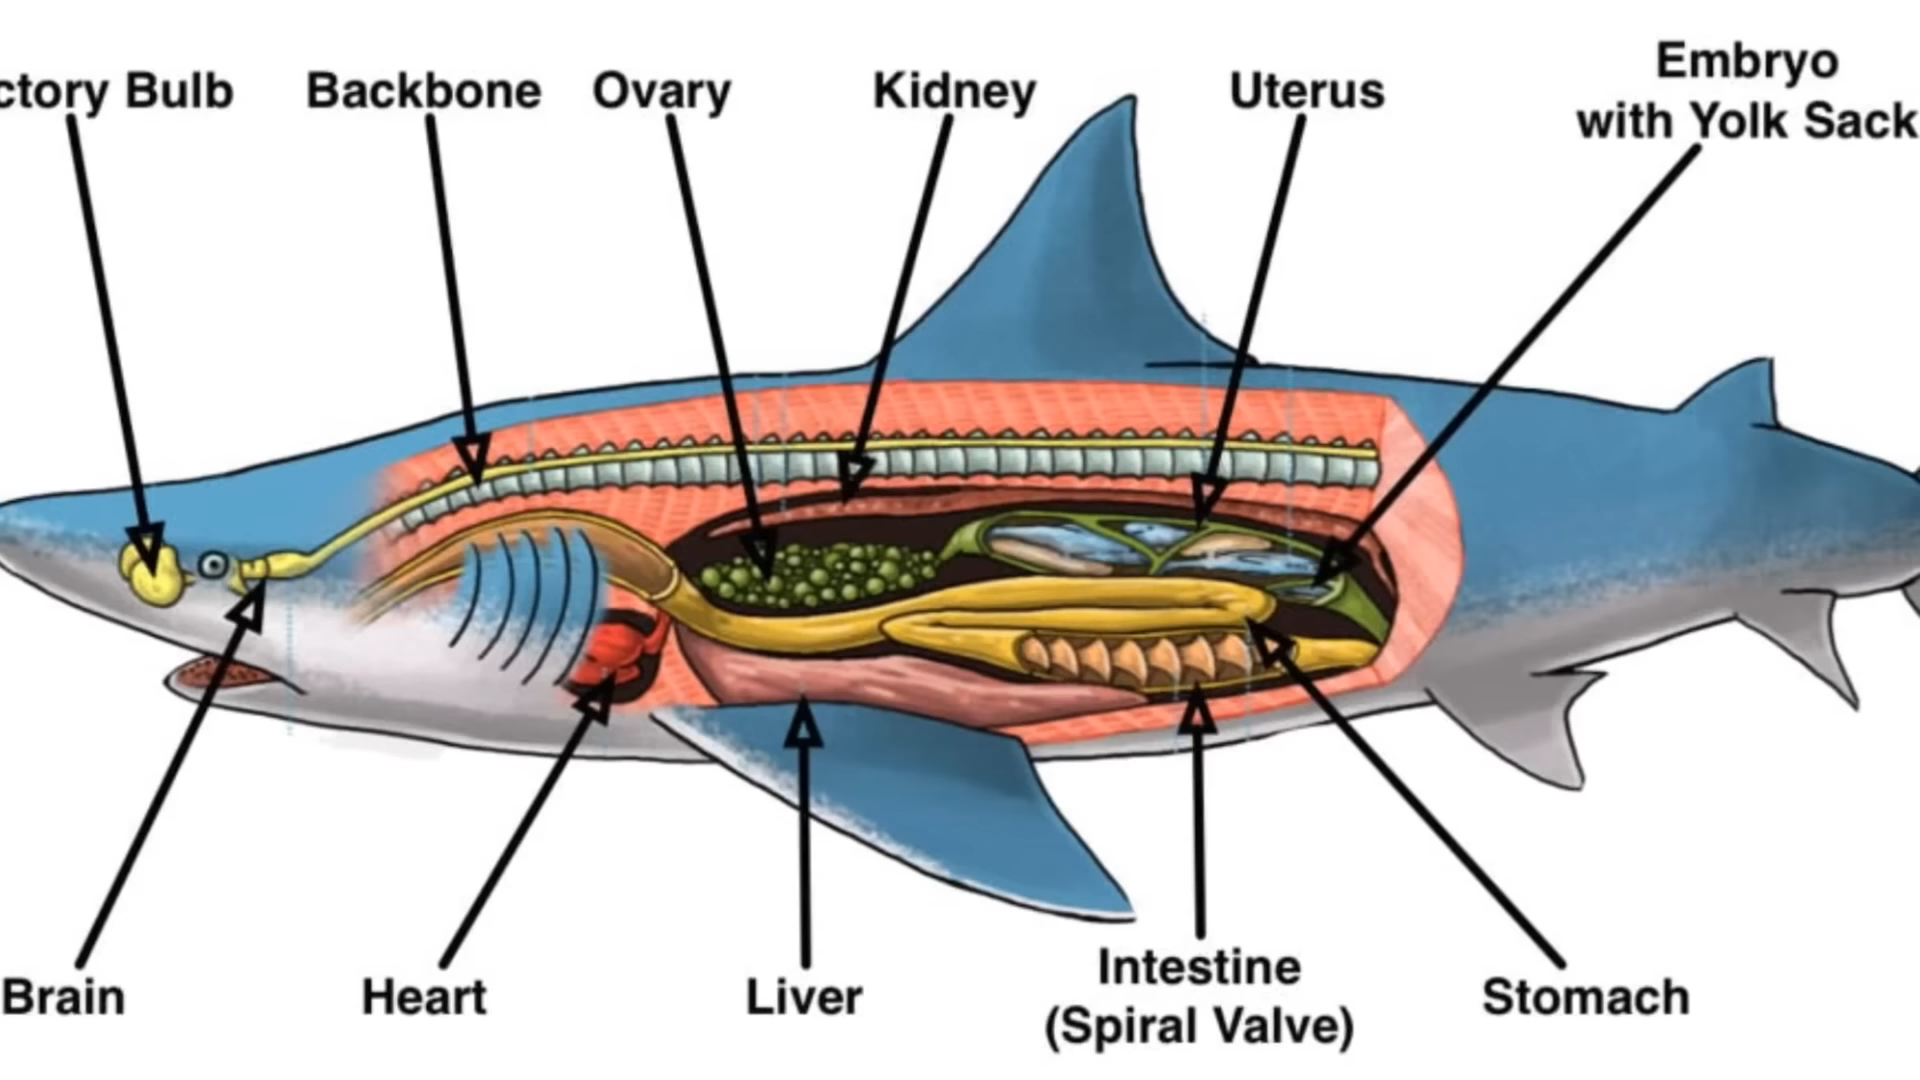 ctory Bulb
Backbone
Ovary
Kidney
Uterus
Embryo
with Yolk Sack
Brain
Heart
Liver
Intestine
(Spiral Valve)
Stomach